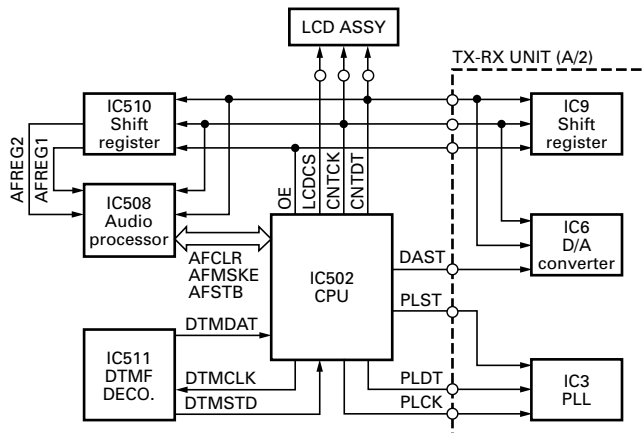 LCD ASSY
TX-RX UNIT (A/2)
IC510
Shift
register
IC9
Shift
register
AFREG2
AFREG1
IC508
Audio
processor
OE
LCDCS
CNTCK
CNTDT
IC6
D/A
converter
AFCLR
AFMSKE
AFSTB
IC502
CPU
DAST
PLST
IC511
DTMF
DECO.
DTMDAT
DTMCLK
DTMSTD
PLDT
PLCK
IC3
PLL